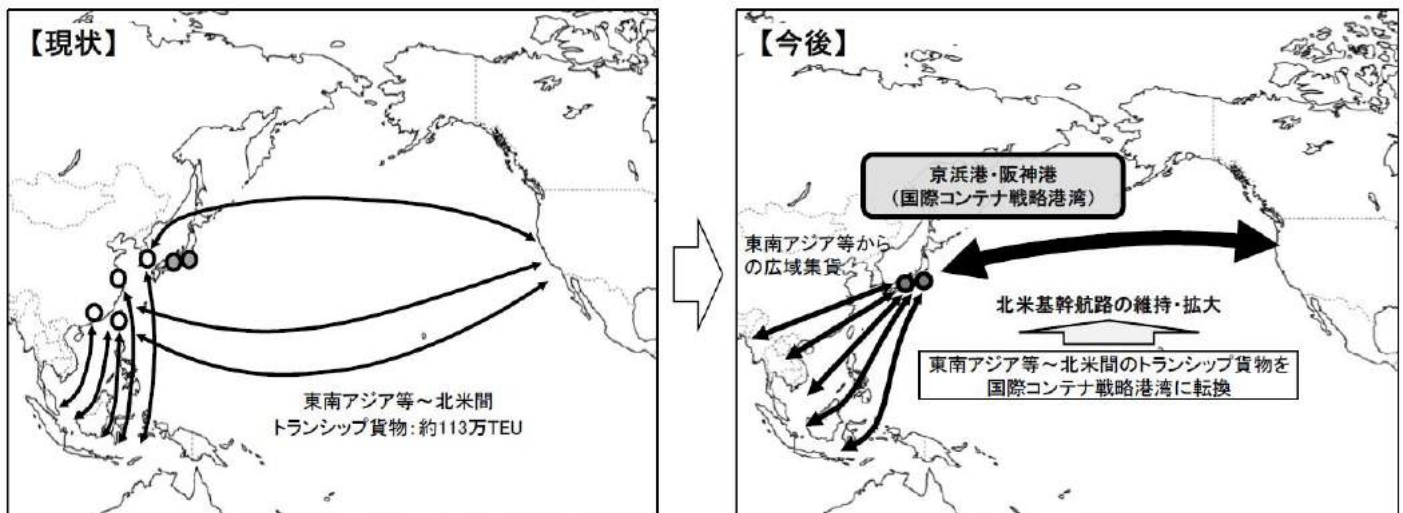 【現状】
東南アジア等~北米間
トランシップ貨物:約113万TEU
【今後】
京浜港・阪神港
(国際コンテナ戦略港湾)
東南アジア等から
の広域集貨
北米基幹航路の維持・拡大
東南アジア等~北米間のトランシップ貨物を
国際コンテナ戦略港湾に転換